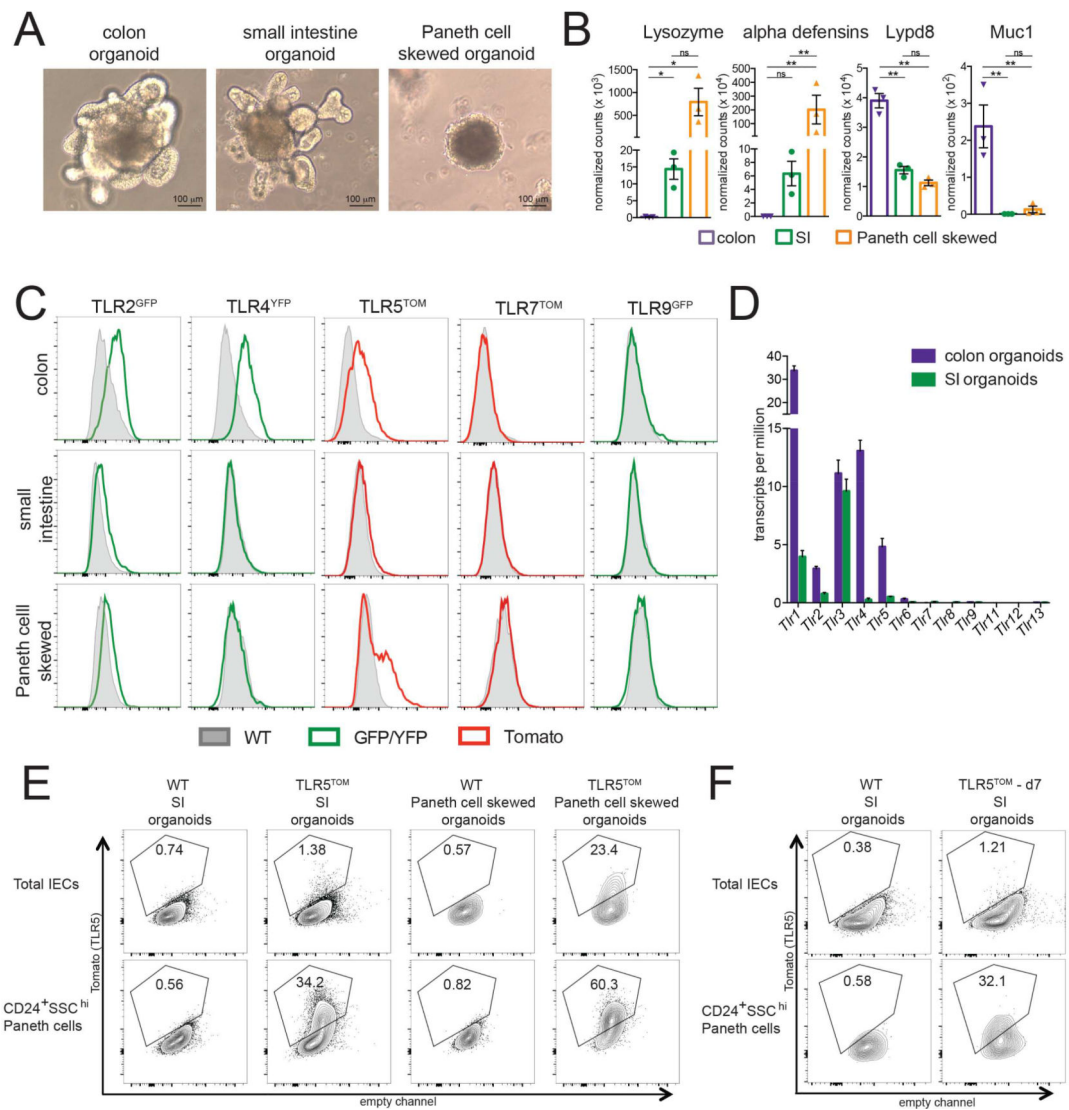 A
colon
organoid
small intestine
organoid
Paneth cell
skewed organoid
100 µm
100 µm
100 µm
B
Lysozyme
alpha defensins
Lypd8
Muc1
normalized counts (x 10³)
1500
1000
500
20
15
10
5
0
*
*
ns
normalized counts (x 10⁴)
500
400
300
200
100
10
8
6
4
2
0
ns
**
**
normalized counts (x 10⁴)
5
4
3
2
1
0
**
**
ns
normalized counts (x 10²)
4
3
2
1
0
**
**
ns
colon
SI
Paneth cell skewed
C
TLR2ᴳᶠᴾ
TLR4ʸᶠᴾ
TLR5ᵀᴼᴹ
TLR7ᵀᴼᴹ
TLR9ᴳᶠᴾ
colon
small
intestine
Paneth celll
skewed
WT
GFP/YFP
Tomato
D
transcripts per million
40
30
20
15
10
5
0
colon organoids
SI organoids
Tlr1
Tlr2
Tlr3
Tlr4
Tlr5
Tlr6
Tlr7
Tlr8
Tlr9
Tlr11
Tlr12
Tlr13
E
WT
SI
organoids
TLR5ᵀᴼᴹ
SI
organoids
WT
Paneth cell skewed
organoids
TLR5ᵀᴼᴹ
Paneth cell skewed
organoids
Total IECs
0.74
1.38
0.57
23.4
Tomato (TLR5)
CD24⁺SSC ʰⁱ
Paneth cells
0.56
34.2
0.82
60.3
empty channel
F
WT
SI
organoids
TLR5ᵀᴼᴹ - d7
SI
organoids
Total IECs
0.38
1.21
Tomato (TLR5)
CD24⁺SSC ʰⁱ
Paneth cells
0.58
32.1
empty channel